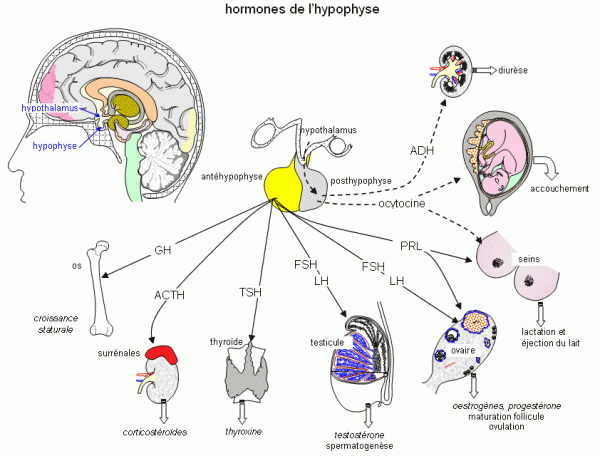 hormones de l'hypophyse
hypothalamus
hypophyse
hypothalamus
antéhypophyse
posthypophyse
ADH
diurèse
ocytocine
accouchement
GH
os
croissance
staturale
ACTH
surrénales
corticostéroïdes
TSH
thyroïde
thyroxine
FSH
LH
testicule
testostérone
spermatogenèse
FSH
LH
PRL
ovaire
oestrogènes, progestérone
maturation follicule
ovulation
seins
lactation et
éjection du lait